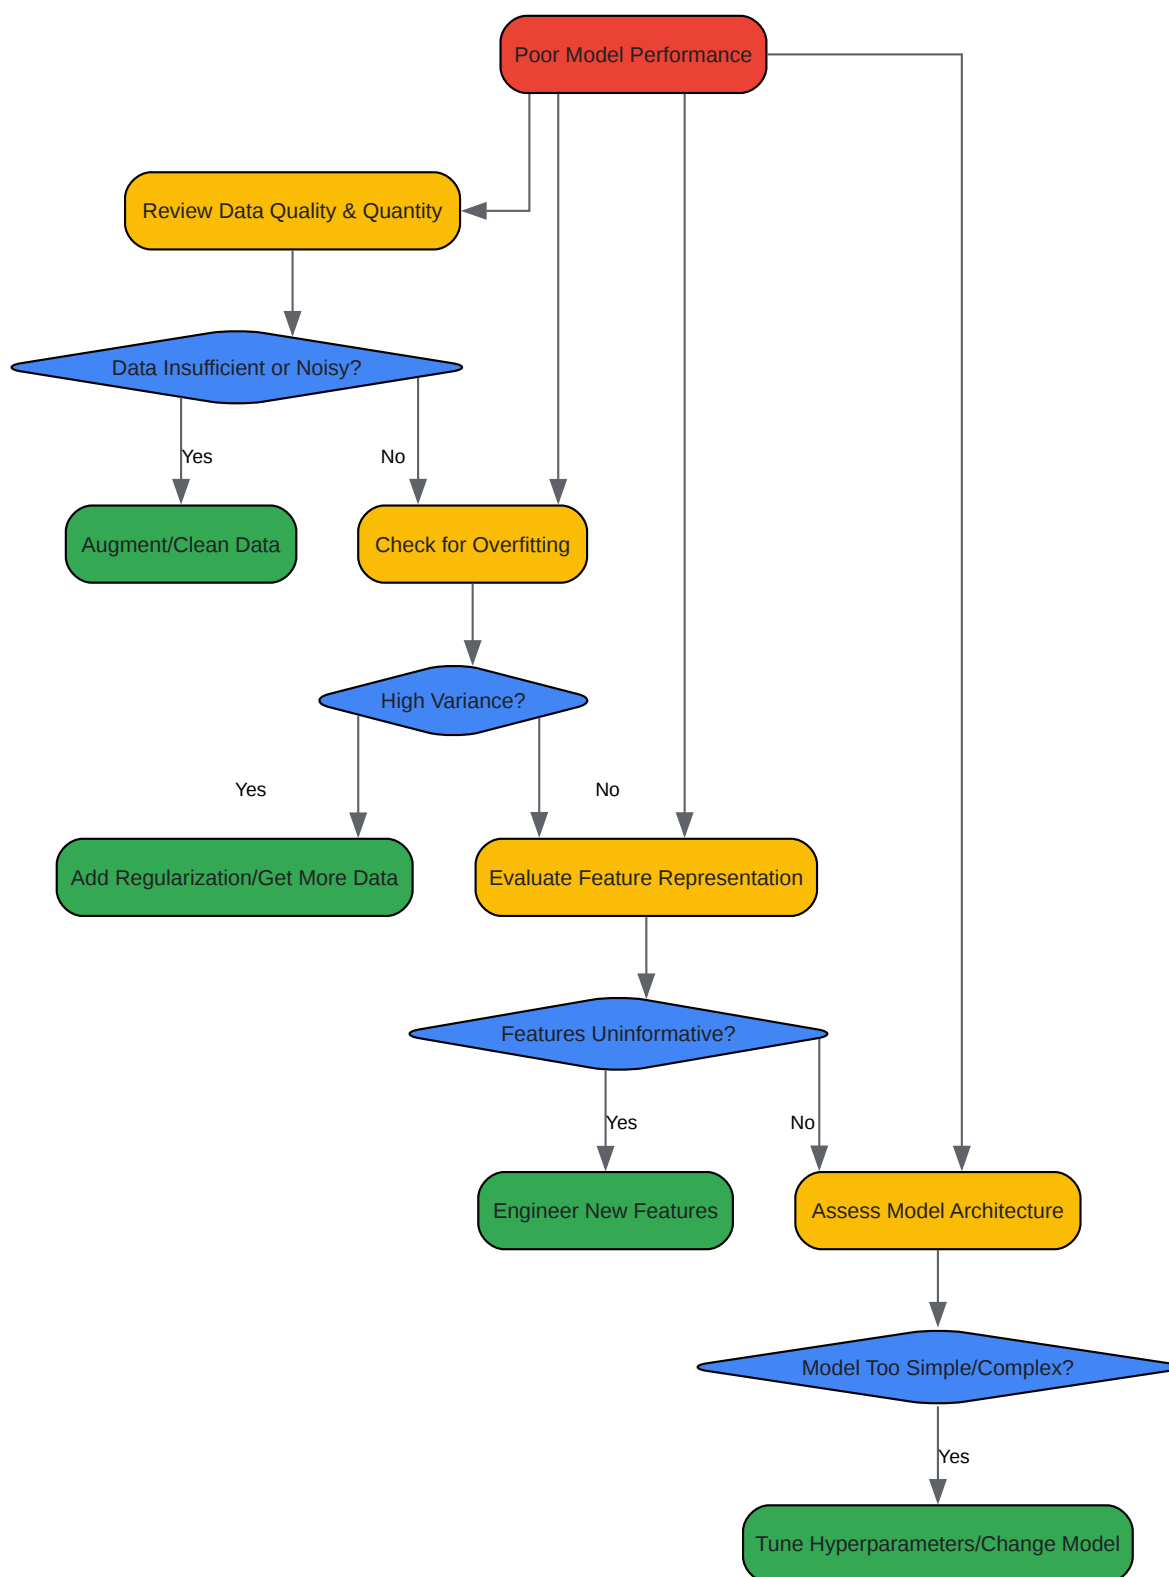 Poor Model Performance
Review Data Quality & Quantity
Data Insufficient or Noisy?
Yes
No
Augment/Clean Data
Check for Overfitting
High Variance?
Yes
No
Add Regularization/Get More Data
Evaluate Feature Representation
Features Uninformative?
Yes
No
Engineer New Features
Assess Model Architecture
Model Too Simple/Complex?
Yes
Tune Hyperparameters/Change Model